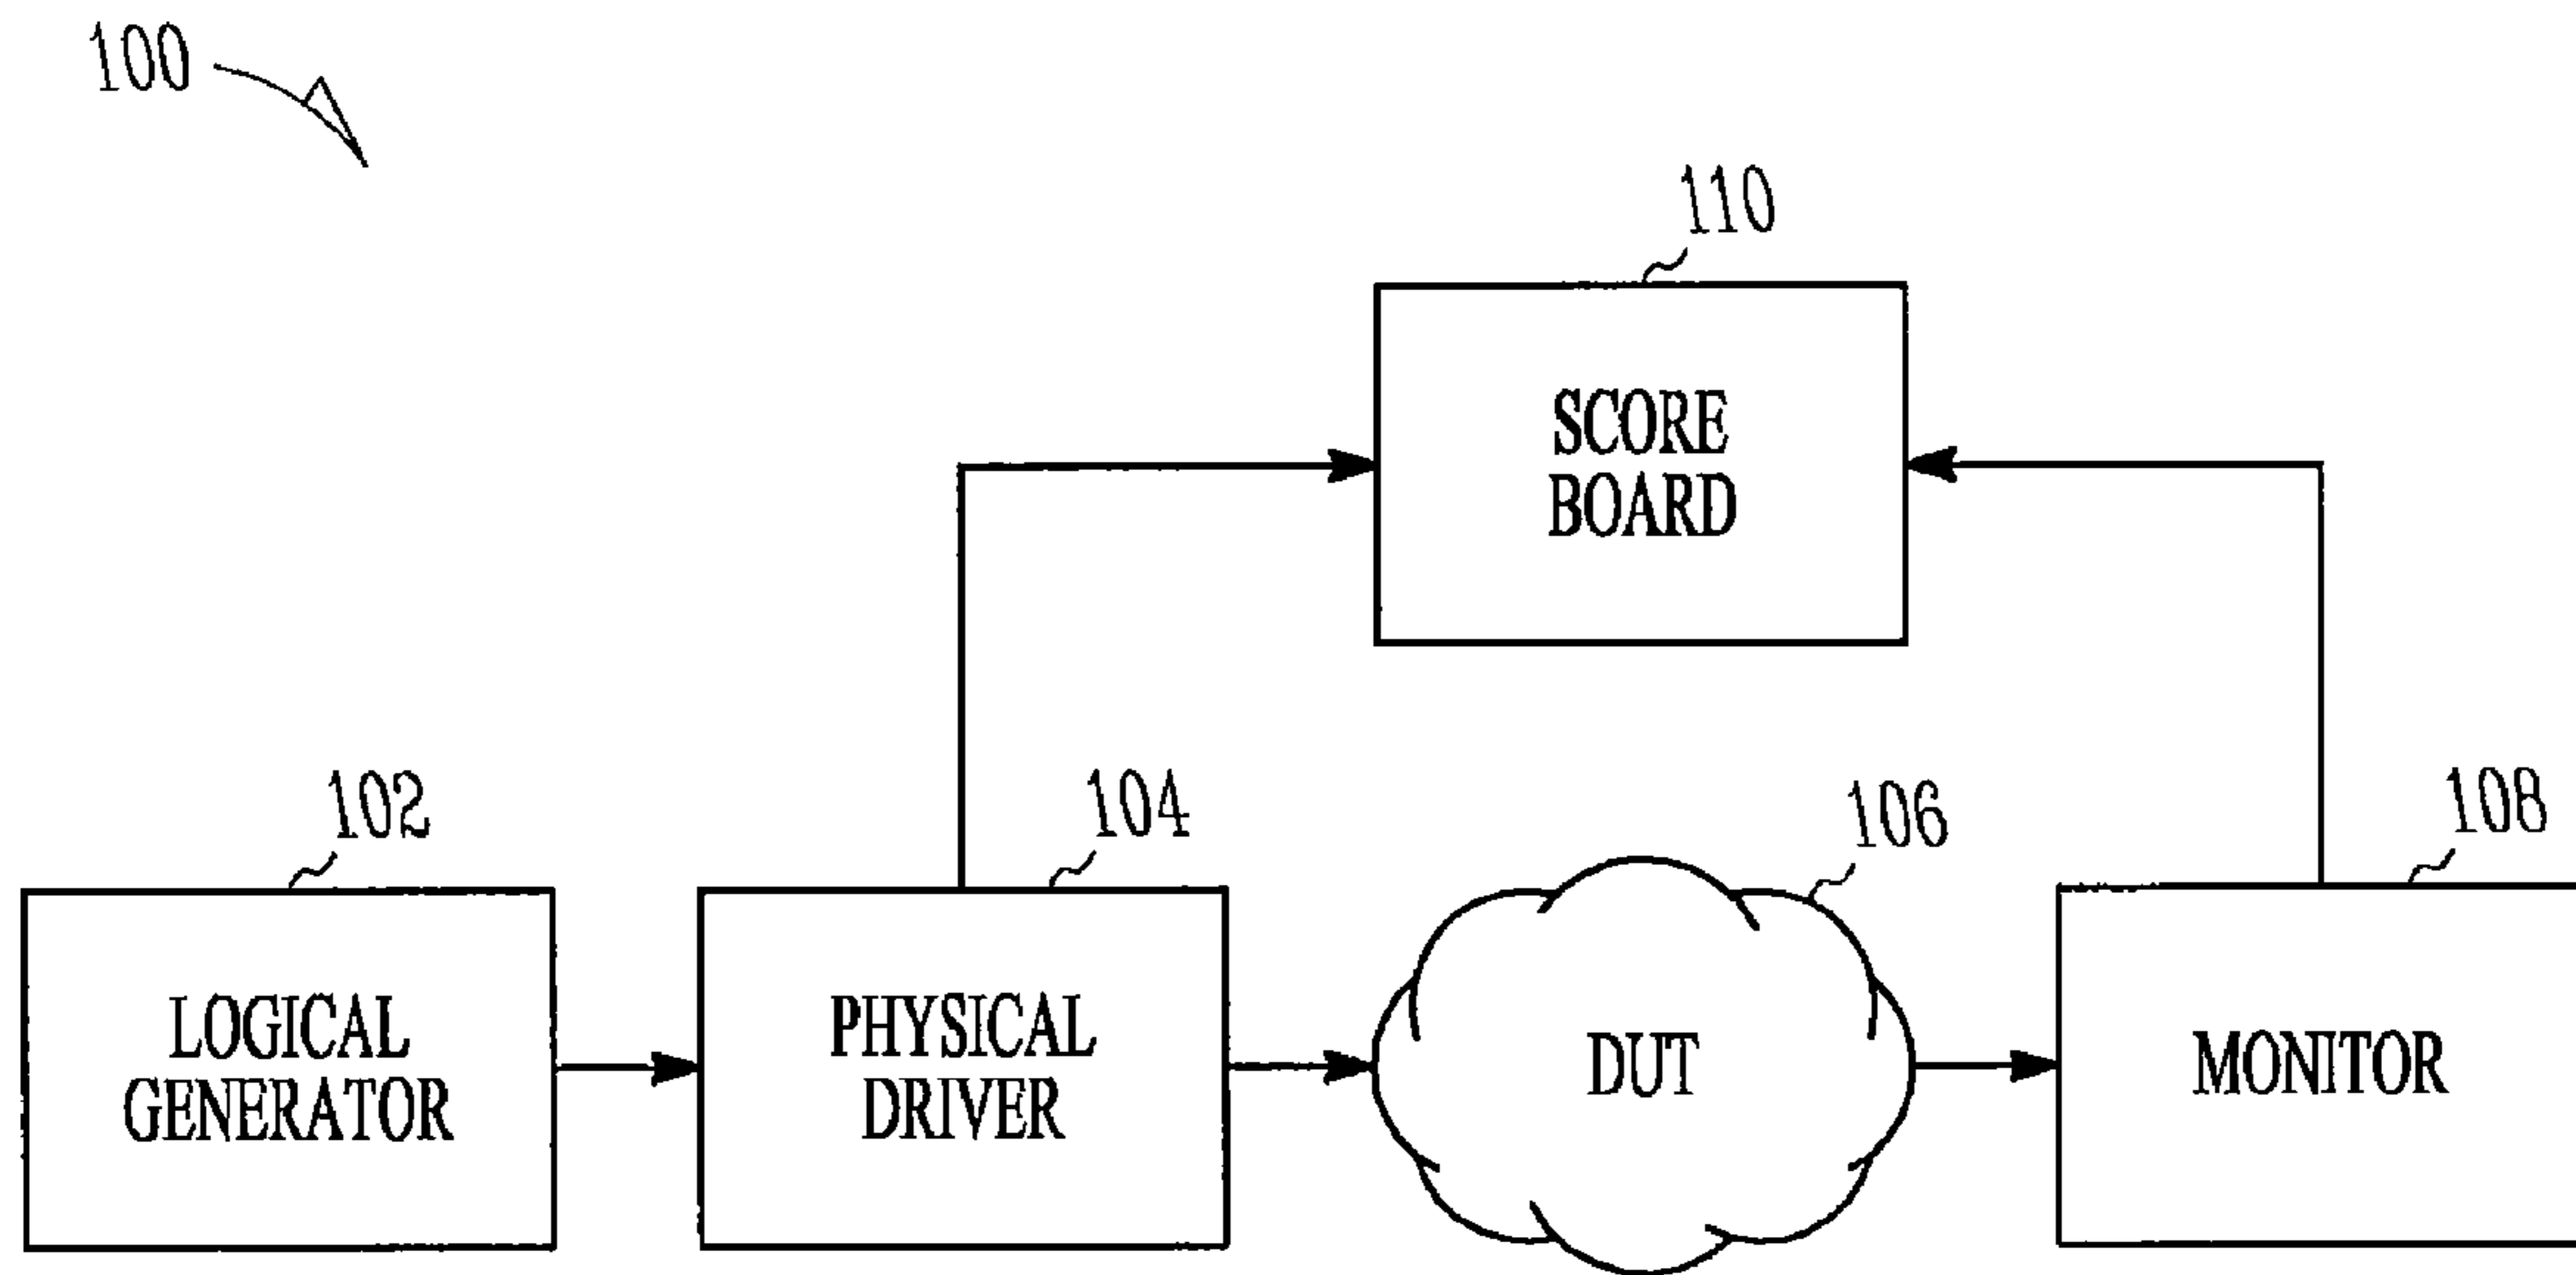 100
110
SCORE
BOARD
102
104
106
108
LOGICAL
GENERATOR
PHYSICAL
DRIVER
DUT
MONITOR